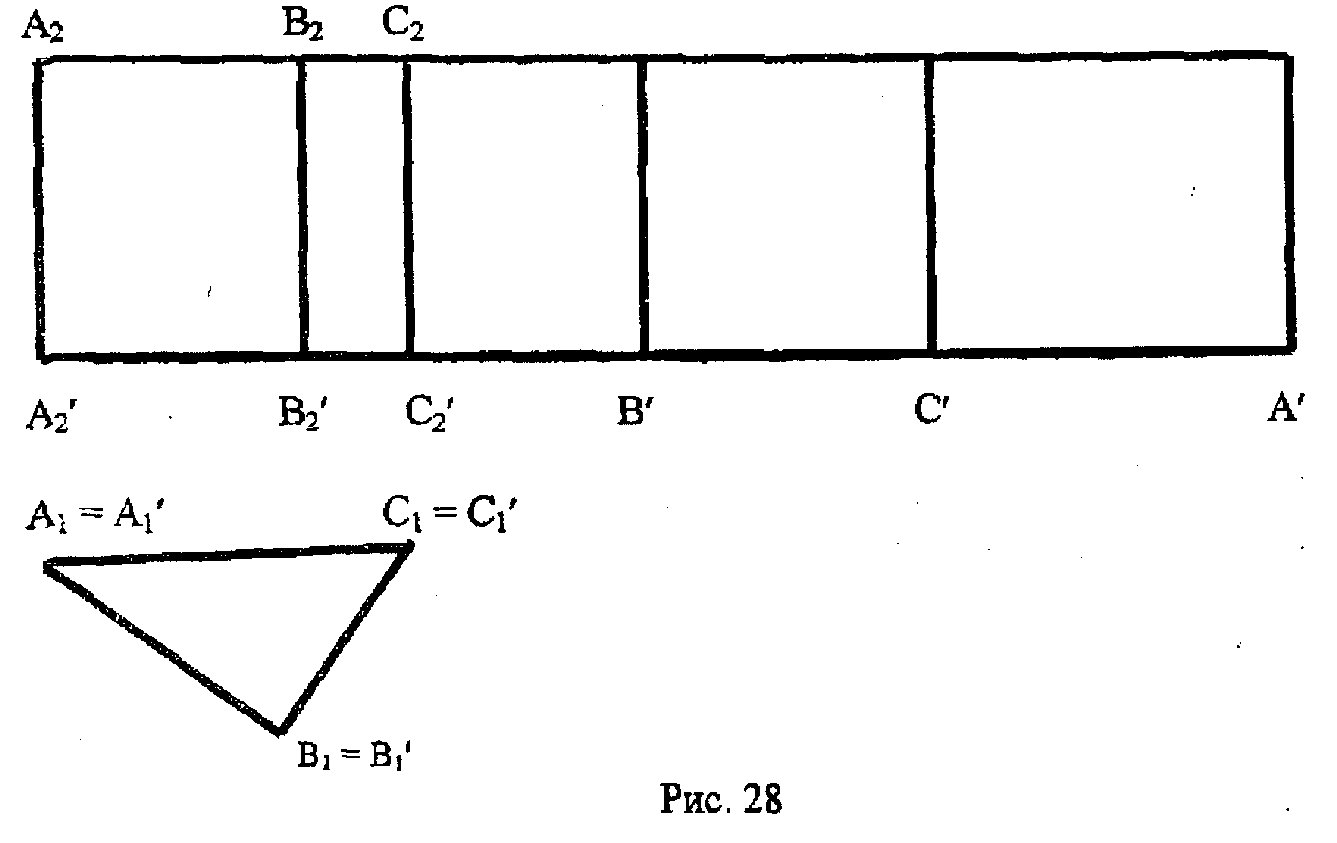 A₂ B₂ C₂
A₂' B₂' C₂' B' C' A'
A₁ = A₁' C₁ = C₁'
B₁ = B₁'
Рис. 28